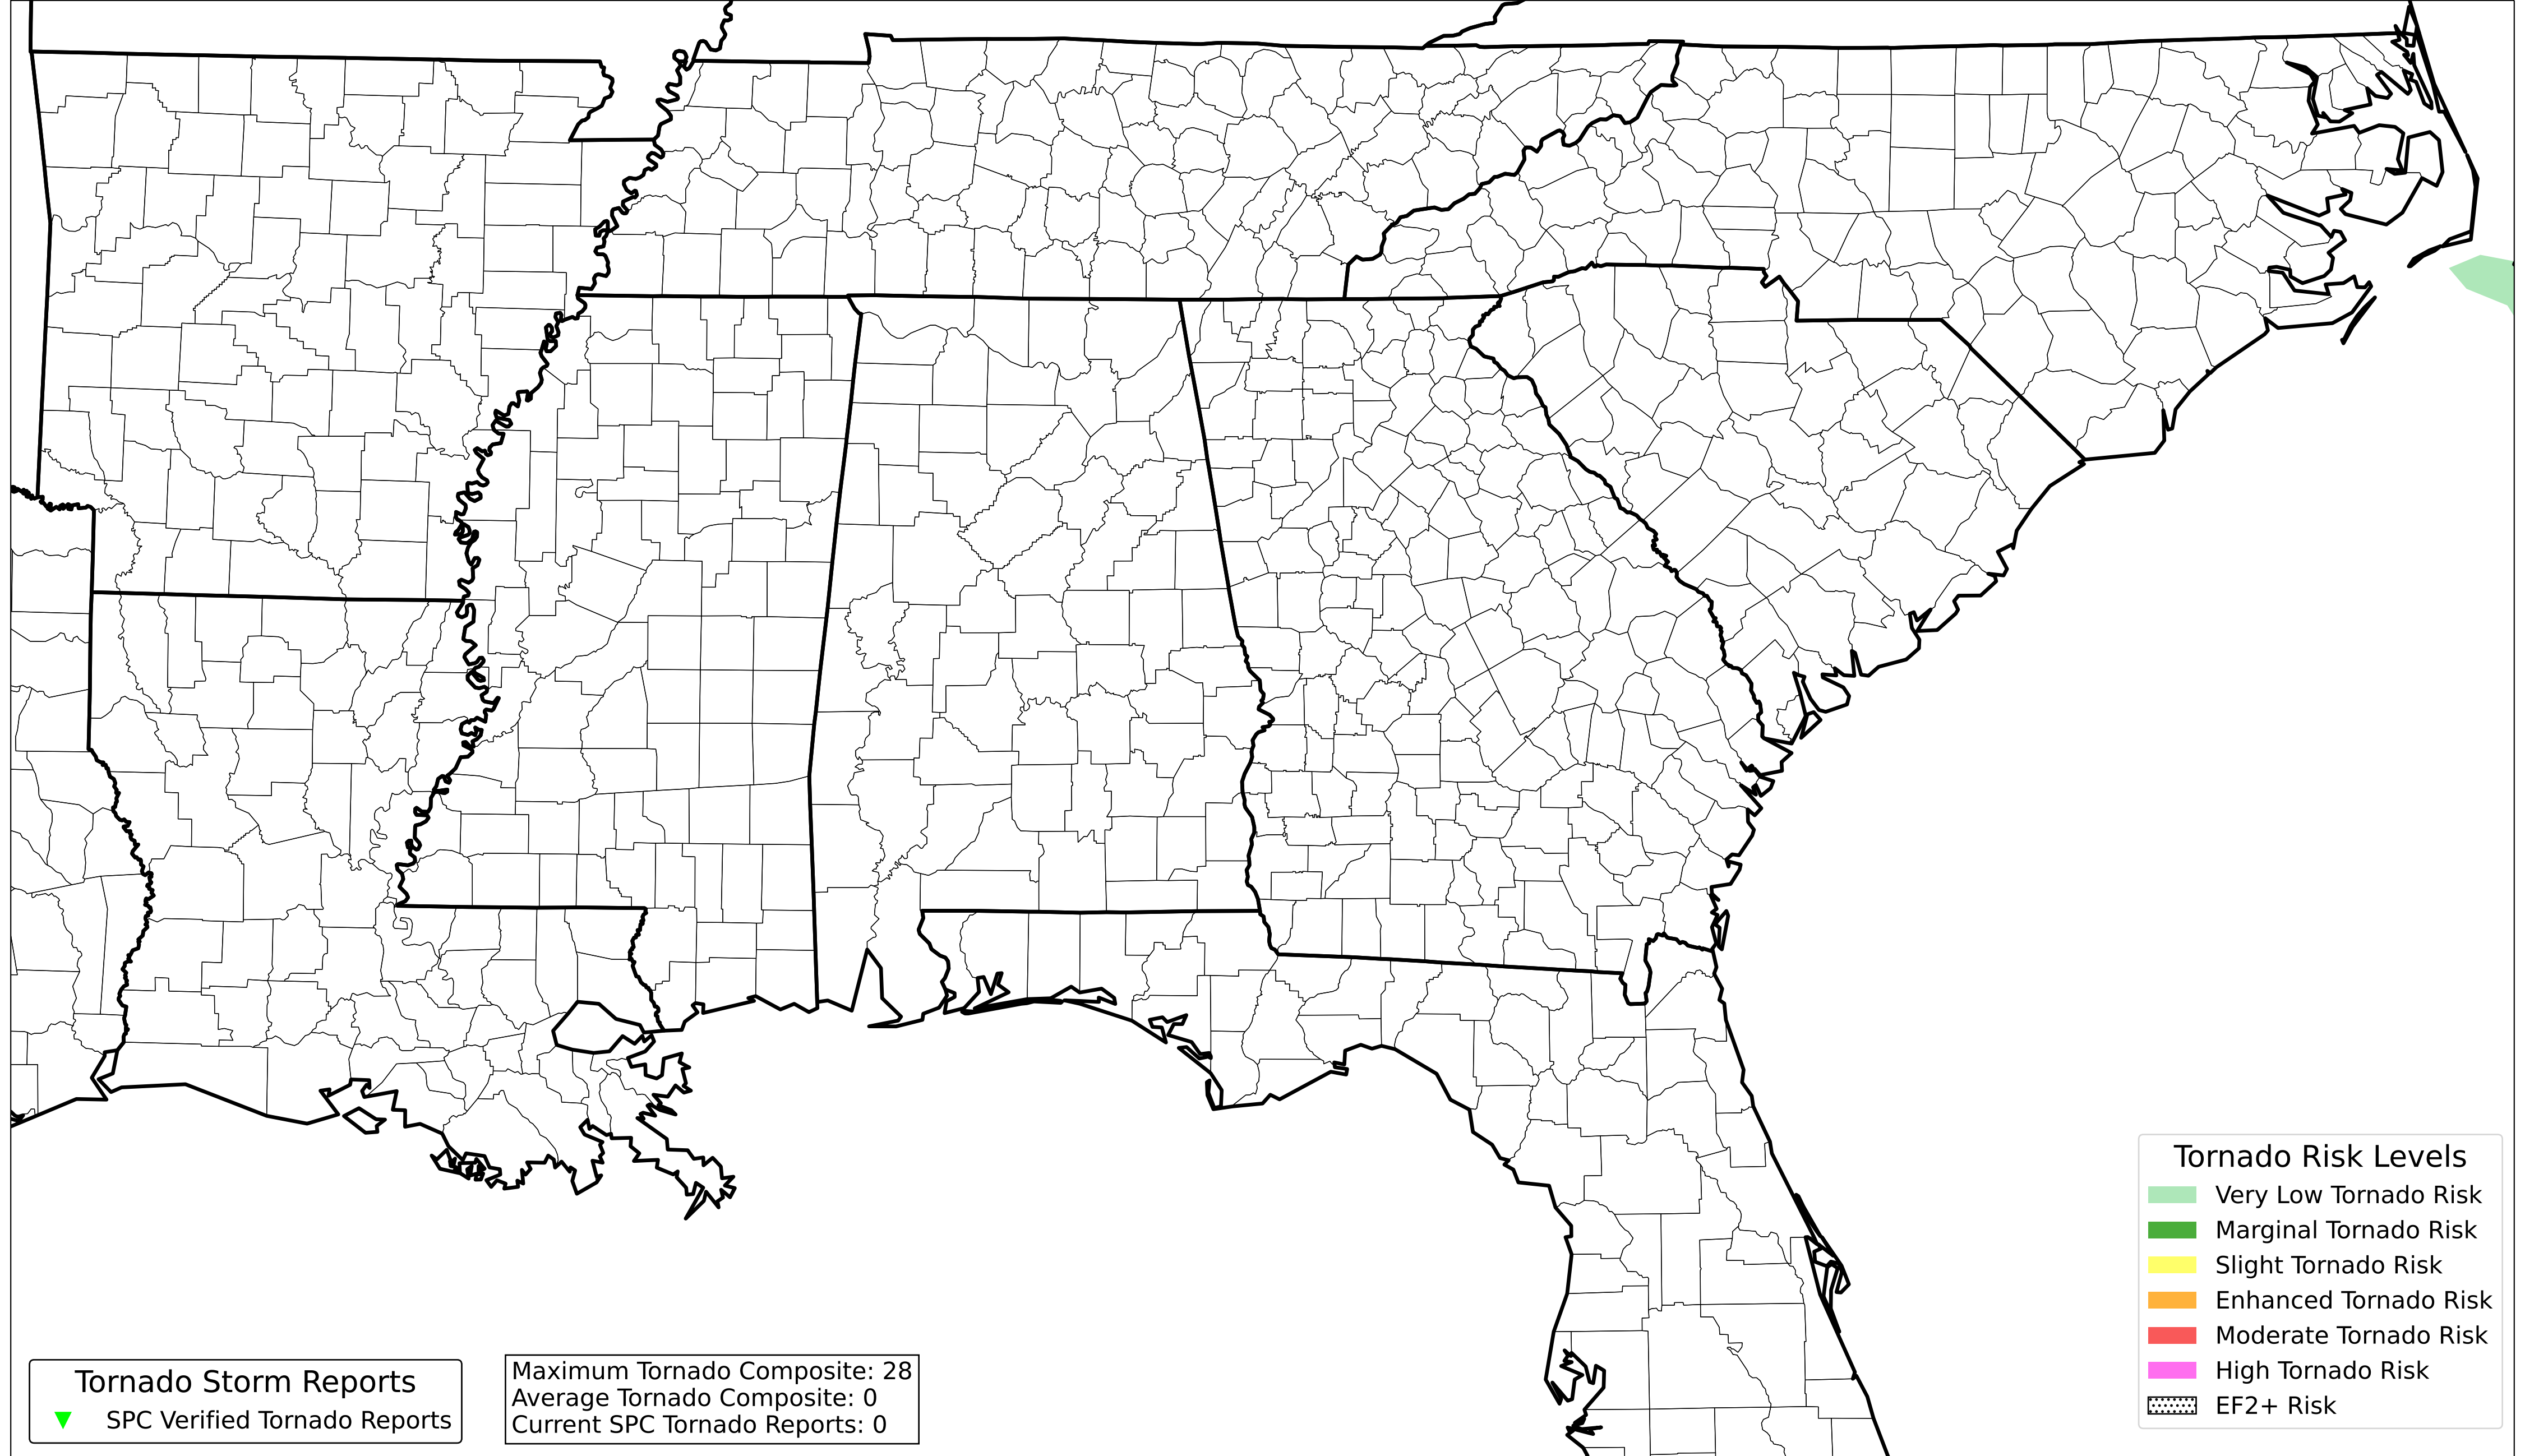 Tornado Risk Levels
Very Low Tornado Risk
Marginal Tornado Risk
Slight Tornado Risk
Enhanced Tornado Risk
Moderate Tornado Risk
High Tornado Risk
EF2+ Risk
Tornado Storm Reports
SPC Verified Tornado Reports
Maximum Tornado Composite: 28
Average Tornado Composite: 0
Current SPC Tornado Reports: 0